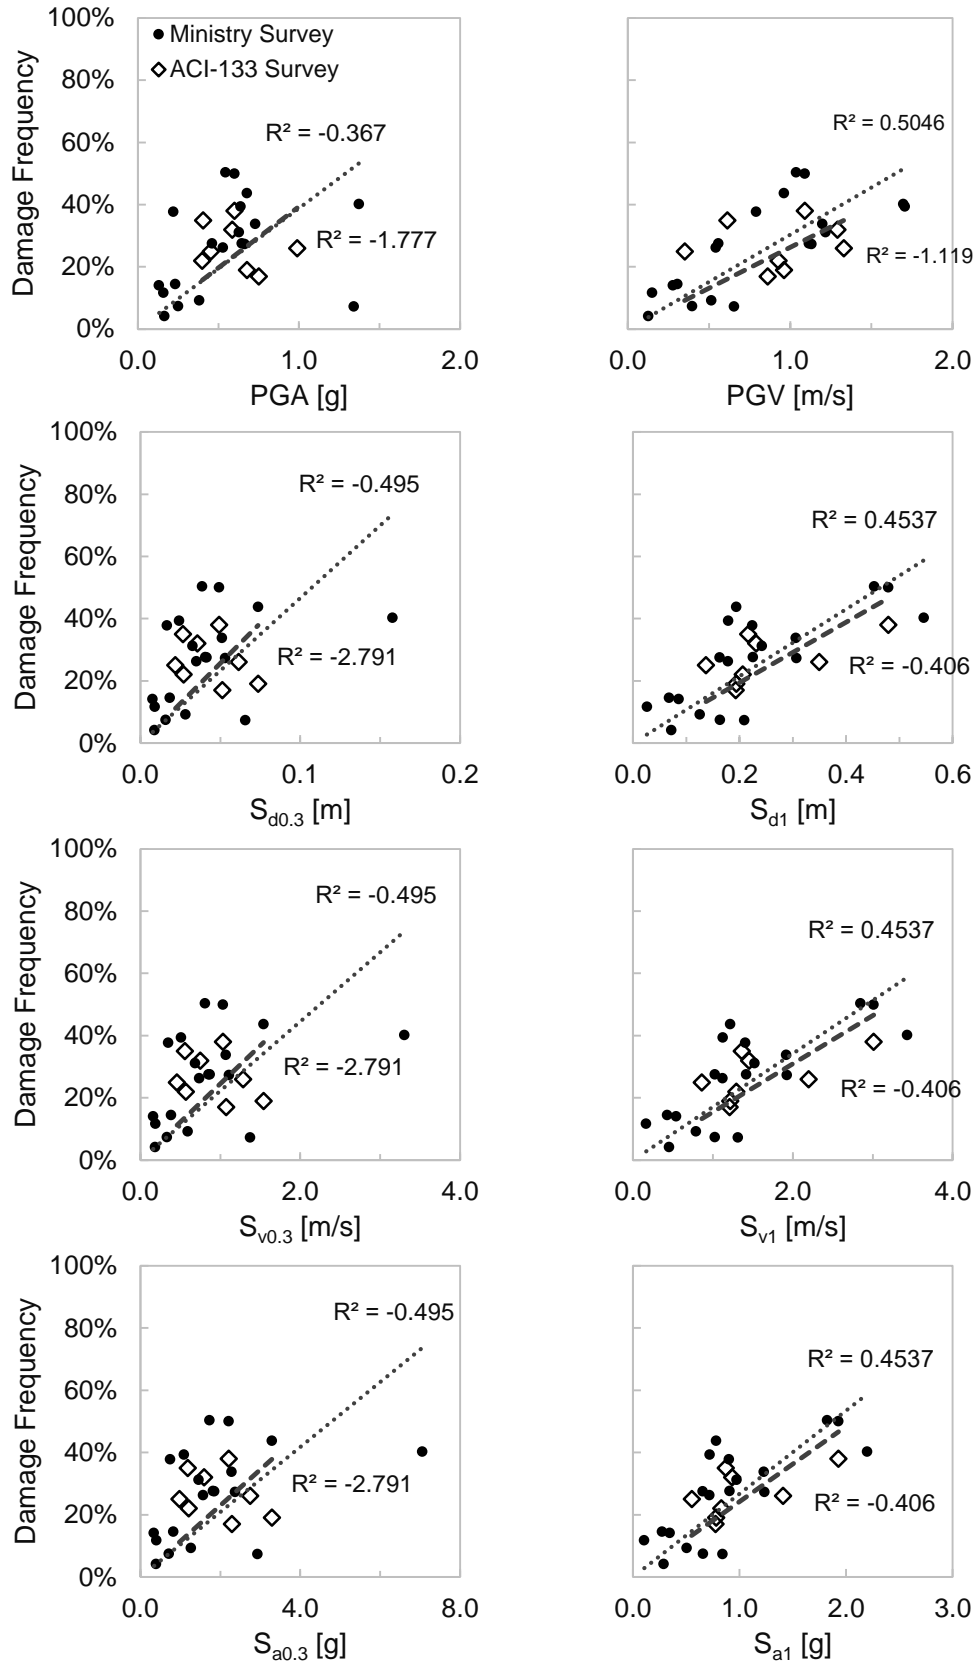 100%
80%
60%
40%
20%
0%
Damage Frequency
Ministry Survey
ACI-133 Survey
R² = -0.367
R² = -1.777
0.0 1.0 2.0
PGA [g]
R² = 0.5046
R² = -1.119
0.0 1.0 2.0
PGV [m/s]
100%
80%
60%
40%
20%
0%
Damage Frequency
R² = -0.495
R² = -2.791
0.0 0.1 0.2
Sd0.3 [m]
R² = 0.4537
R² = -0.406
0.0 0.2 0.4 0.6
Sd1 [m]
100%
80%
60%
40%
20%
0%
Damage Frequency
R² = -0.495
R² = -2.791
0.0 2.0 4.0
Sv0.3 [m/s]
R² = 0.4537
R² = -0.406
0.0 2.0 4.0
Sv1 [m/s]
100%
80%
60%
40%
20%
0%
Damage Frequency
R² = -0.495
R² = -2.791
0.0 4.0 8.0
Sa0.3 [g]
R² = 0.4537
R² = -0.406
0.0 1.0 2.0 3.0
Sa1 [g]